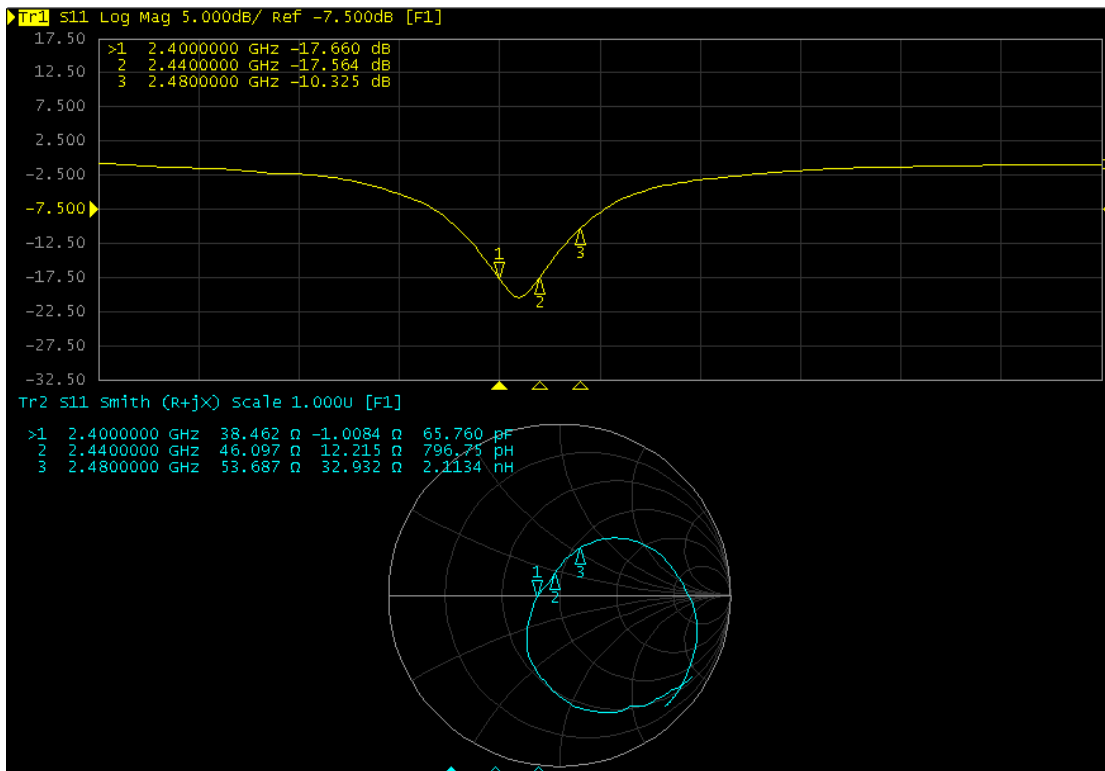 Tr1 S11 Log Mag 5.000dB/ Ref -7.500dB [F1]
17.50
>1 2.4000000 GHz -17.660 dB
2 2.4400000 GHz -17.564 dB
3 2.4800000 GHz -10.325 dB
12.50
7.500
2.500
-2.500
-7.500
-12.50
1
3
-17.50
2
-22.50
-27.50
-32.50
Tr2 S11 Smith (R+jX) Scale 1.000U [F1]
>1 2.4000000 GHz 38.462 Ω -1.0084 Ω 65.760 pF
2 2.4400000 GHz 46.097 Ω 12.215 Ω 796.75 pH
3 2.4800000 GHz 53.687 Ω 32.932 Ω 2.1134 nH
1
3
2